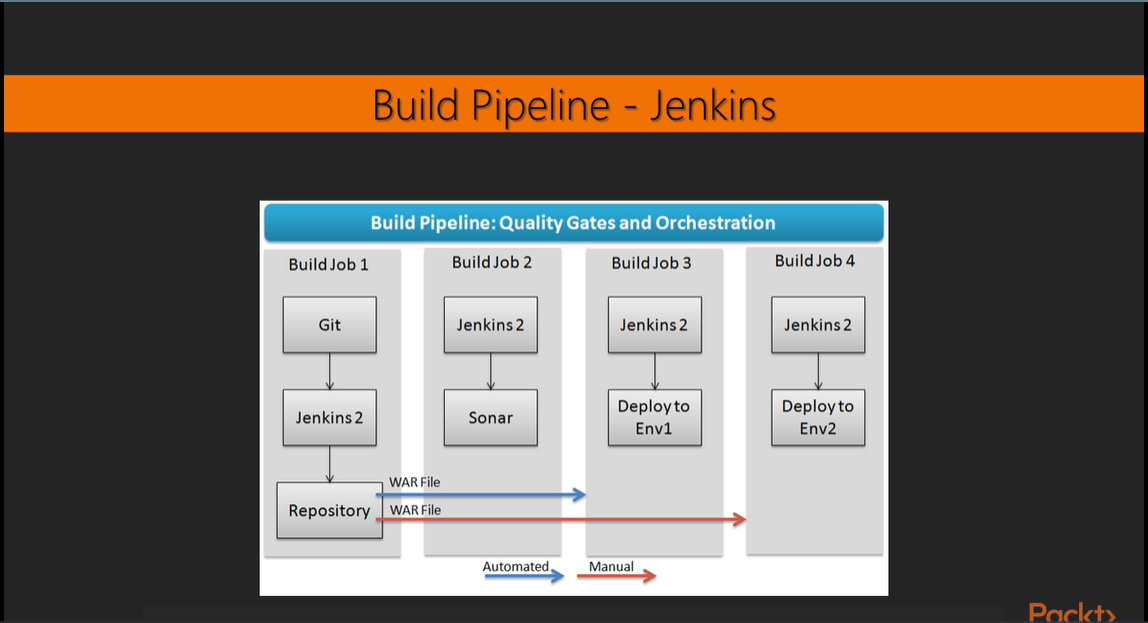 Build Pipeline - Jenkins
Build Pipeline: Quality Gates and Orchestration
Build Job 1
Build Job 2
Build Job 3
Build Job 4
Git
Jenkins 2
Jenkins 2
Jenkins 2
Jenkins 2
Sonar
Deploy to
Env1
Deploy to
Env2
Repository
WAR File
WAR File
Automated
Manual
Packt>